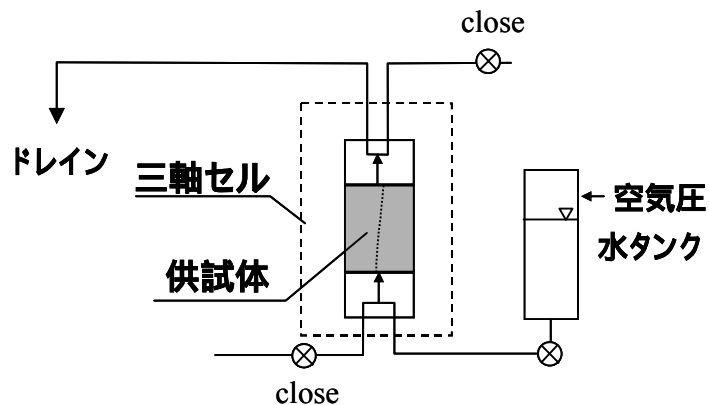 close
ドレイン
三軸セル
空気圧
水タンク
供試体
close